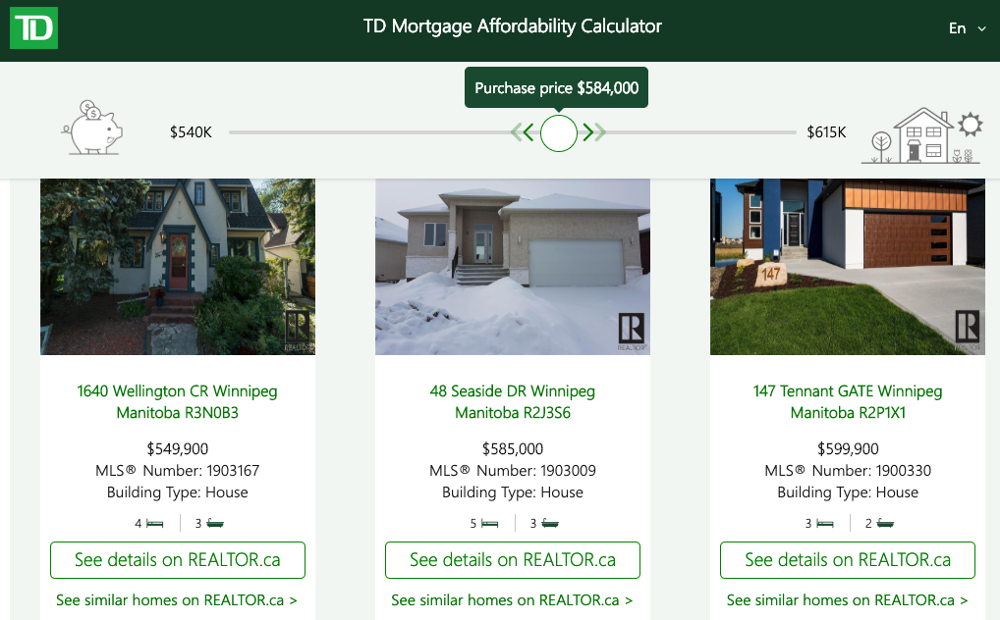 TD
TD Mortgage Affordability Calculator
En
Purchase price $584,000
$540K
$615K
147
R
REALTOR®
R
REALTOR®
R
REALTOR®
1640 Wellington CR Winnipeg
Manitoba R3N0B3
$549,900
MLS® Number: 1903167
Building Type: House
4
3
See details on REALTOR.ca
See similar homes on REALTOR.ca >
48 Seaside DR Winnipeg
Manitoba R2J3S6
$585,000
MLS® Number: 1903009
Building Type: House
5
3
See details on REALTOR.ca
See similar homes on REALTOR.ca >
147 Tennant GATE Winnipeg
Manitoba R2P1X1
$599,900
MLS® Number: 1900330
Building Type: House
3
2
See details on REALTOR.ca
See similar homes on REALTOR.ca >